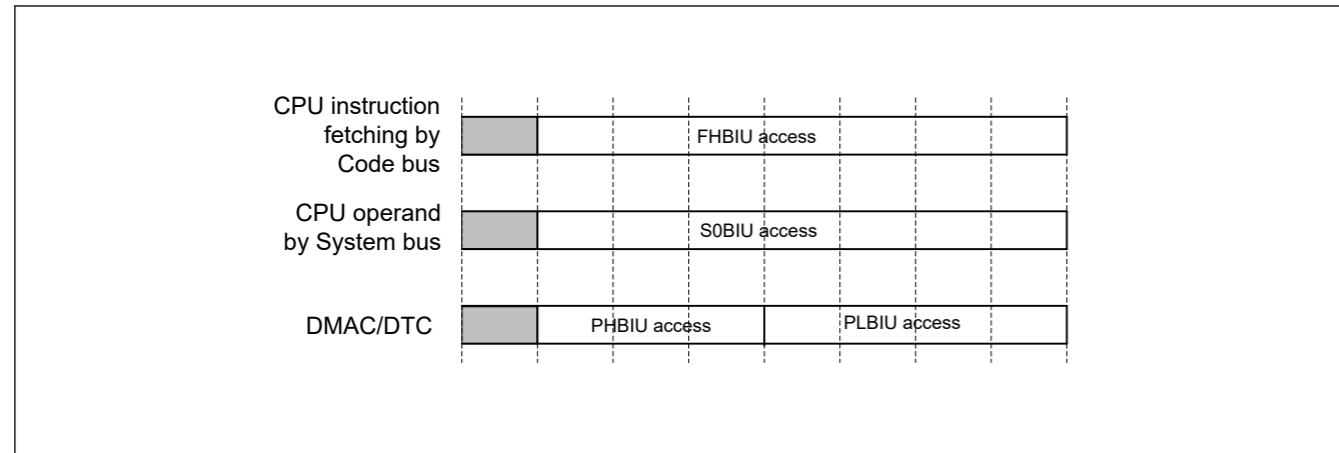 CPU instruction
fetching by
Code bus
FHBIU access
CPU operand
by System bus
S0BIU access
DMAC/DTC
PHBIU access
PLBIU access